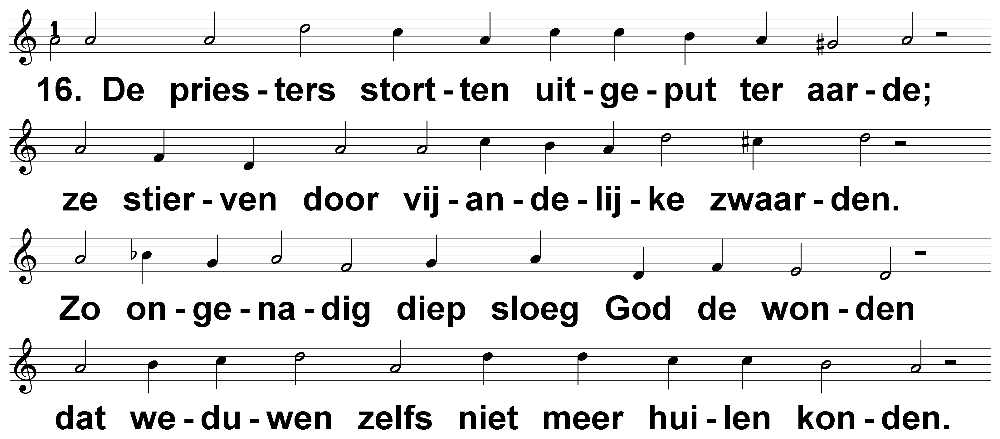 1
16. De pries - ters stort - ten uit - ge - put ter aar - de;
ze stier - ven door vij - an - de - lij - ke zwaar - den.
Zo on - ge - na - dig diep sloeg God de won - den
dat we - du - wen zelfs niet meer hui - len kon - den.